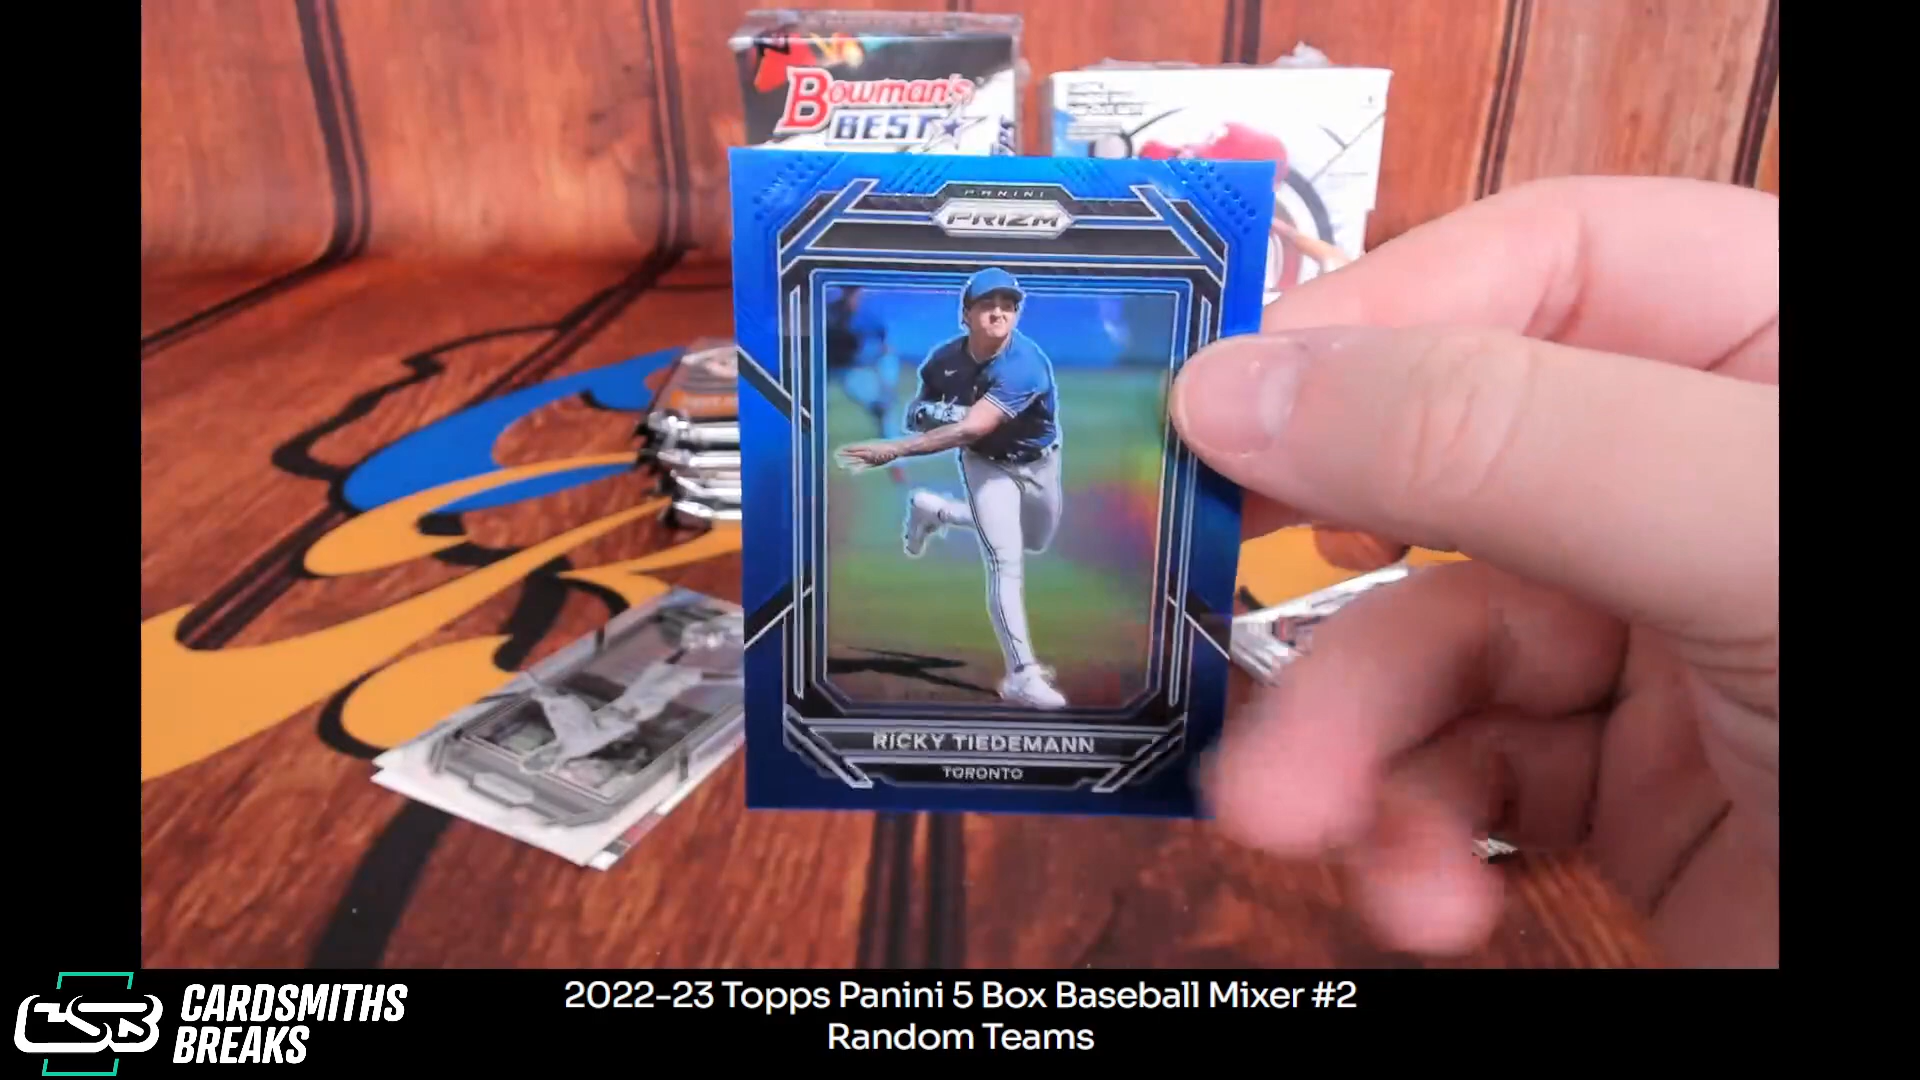 Bowman's
BEST
PANINI
PRIZM
RICKY TIEDEMANN
TORONTO
CSB
CARDSMITHS
BREAKS
2022-23 Topps Panini 5 Box Baseball Mixer #2
Random Teams